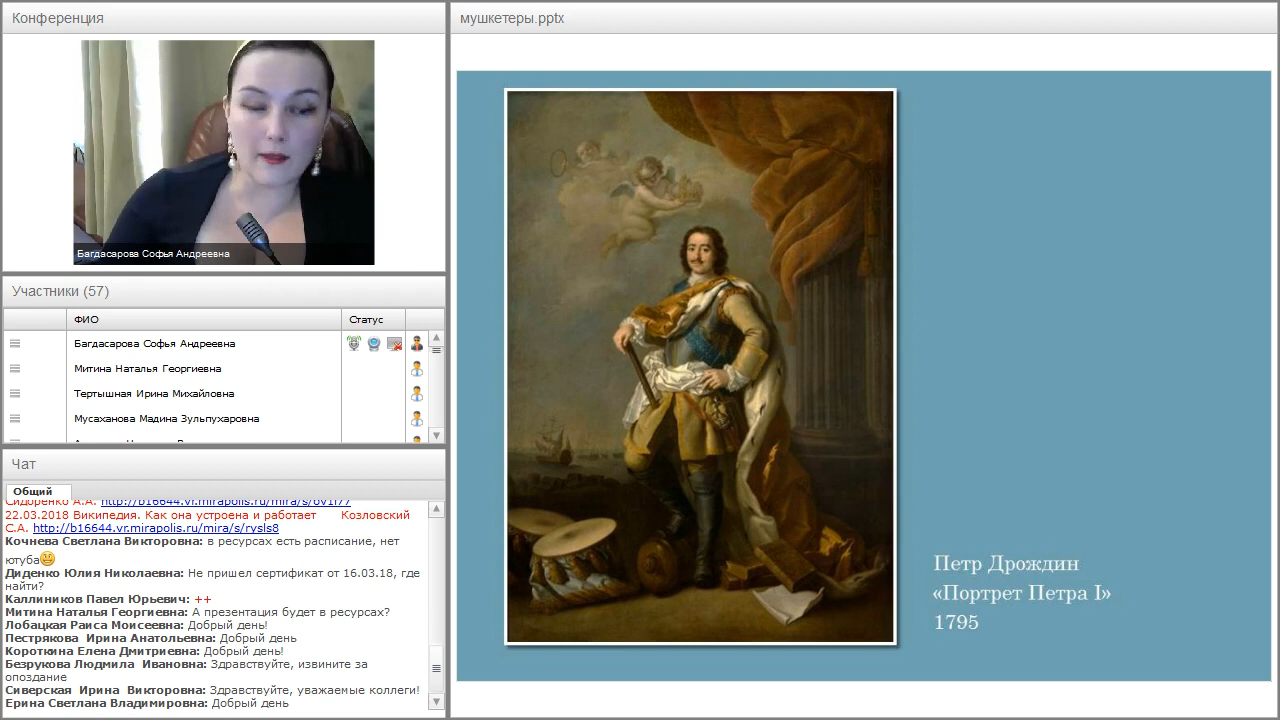 Конференция
Багдасарова Софья Андреевна
Участники (57)
ФИО
Статус
Багдасарова Софья Андреевна
Митина Наталья Георгиевна
Тертышная Ирина Михайловна
Мусаханова Мадина Зульпухаровна
Чат
Общий
Сидоренко А.А.
22.03.2018 Википедия. Как она устроена и работает Козловский
С.А. http://b16644.vr.mirapolis.ru/mira/s/rysls8
Кочнева Светлана Викторовна: в ресурсах есть расписание, нет
ютуба
Диденко Юлия Николаевна: Не пришел сертификат от 16.03.18, где
найти?
Каллиников Павел Юрьевич: ++
Митина Наталья Георгиевна: А презентация будет в ресурсах?
Лобацкая Раиса Моисеевна: Добрый день!
Пестрякова Ирина Анатольевна: Добрый день
Короткина Елена Дмитриевна: Добрый день!
Безрукова Людмила Ивановна: Здравствуйте, извините за
опоздание
Сиверская Ирина Викторовна: Здравствуйте, уважаемые коллеги!
Ерина Светлана Владимировна: Добрый день
мушкетеры.pptx
Петр Дрождин
«Портрет Петра I»
1795